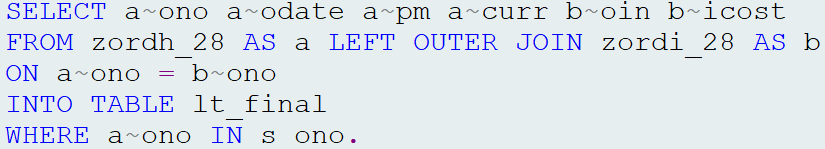 SELECT a~ono a~odate a~pm a~curr b~oin b~icost
FROM zordh_28 AS a LEFT OUTER JOIN zordi_28 AS b
ON a~ono = b~ono
INTO TABLE lt_final
WHERE a~ono IN s_ono.